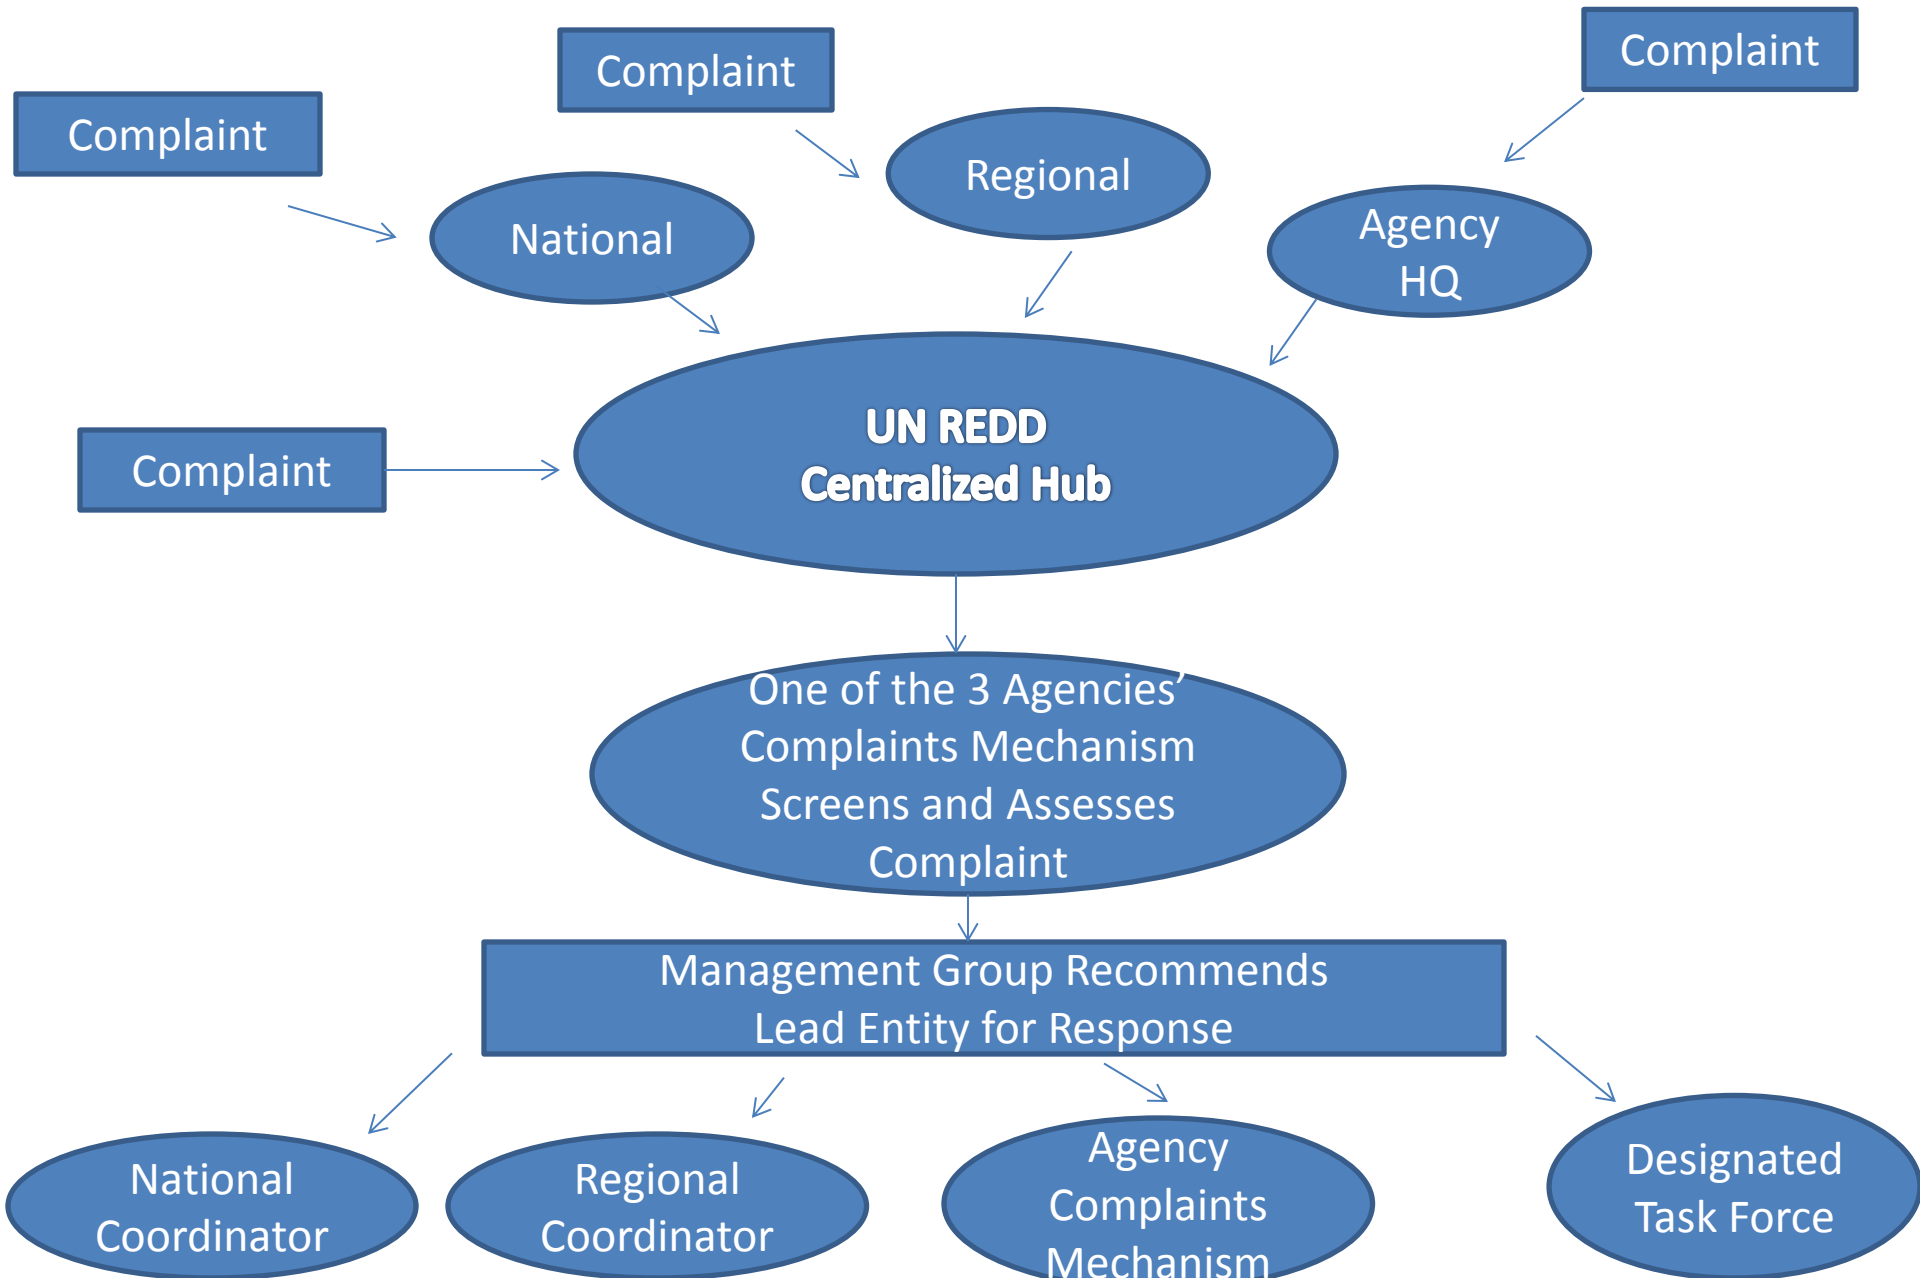 Complaint
Complaint
Complaint
National
Regional
Agency
HQ
Complaint
UN REDD
Centralized Hub
One of the 3 Agencies’
Complaints Mechanism
Screens and Assesses
Complaint
Management Group Recommends
Lead Entity for Response
National
Coordinator
Regional
Coordinator
Agency
Complaints
Mechanism
Designated
Task Force